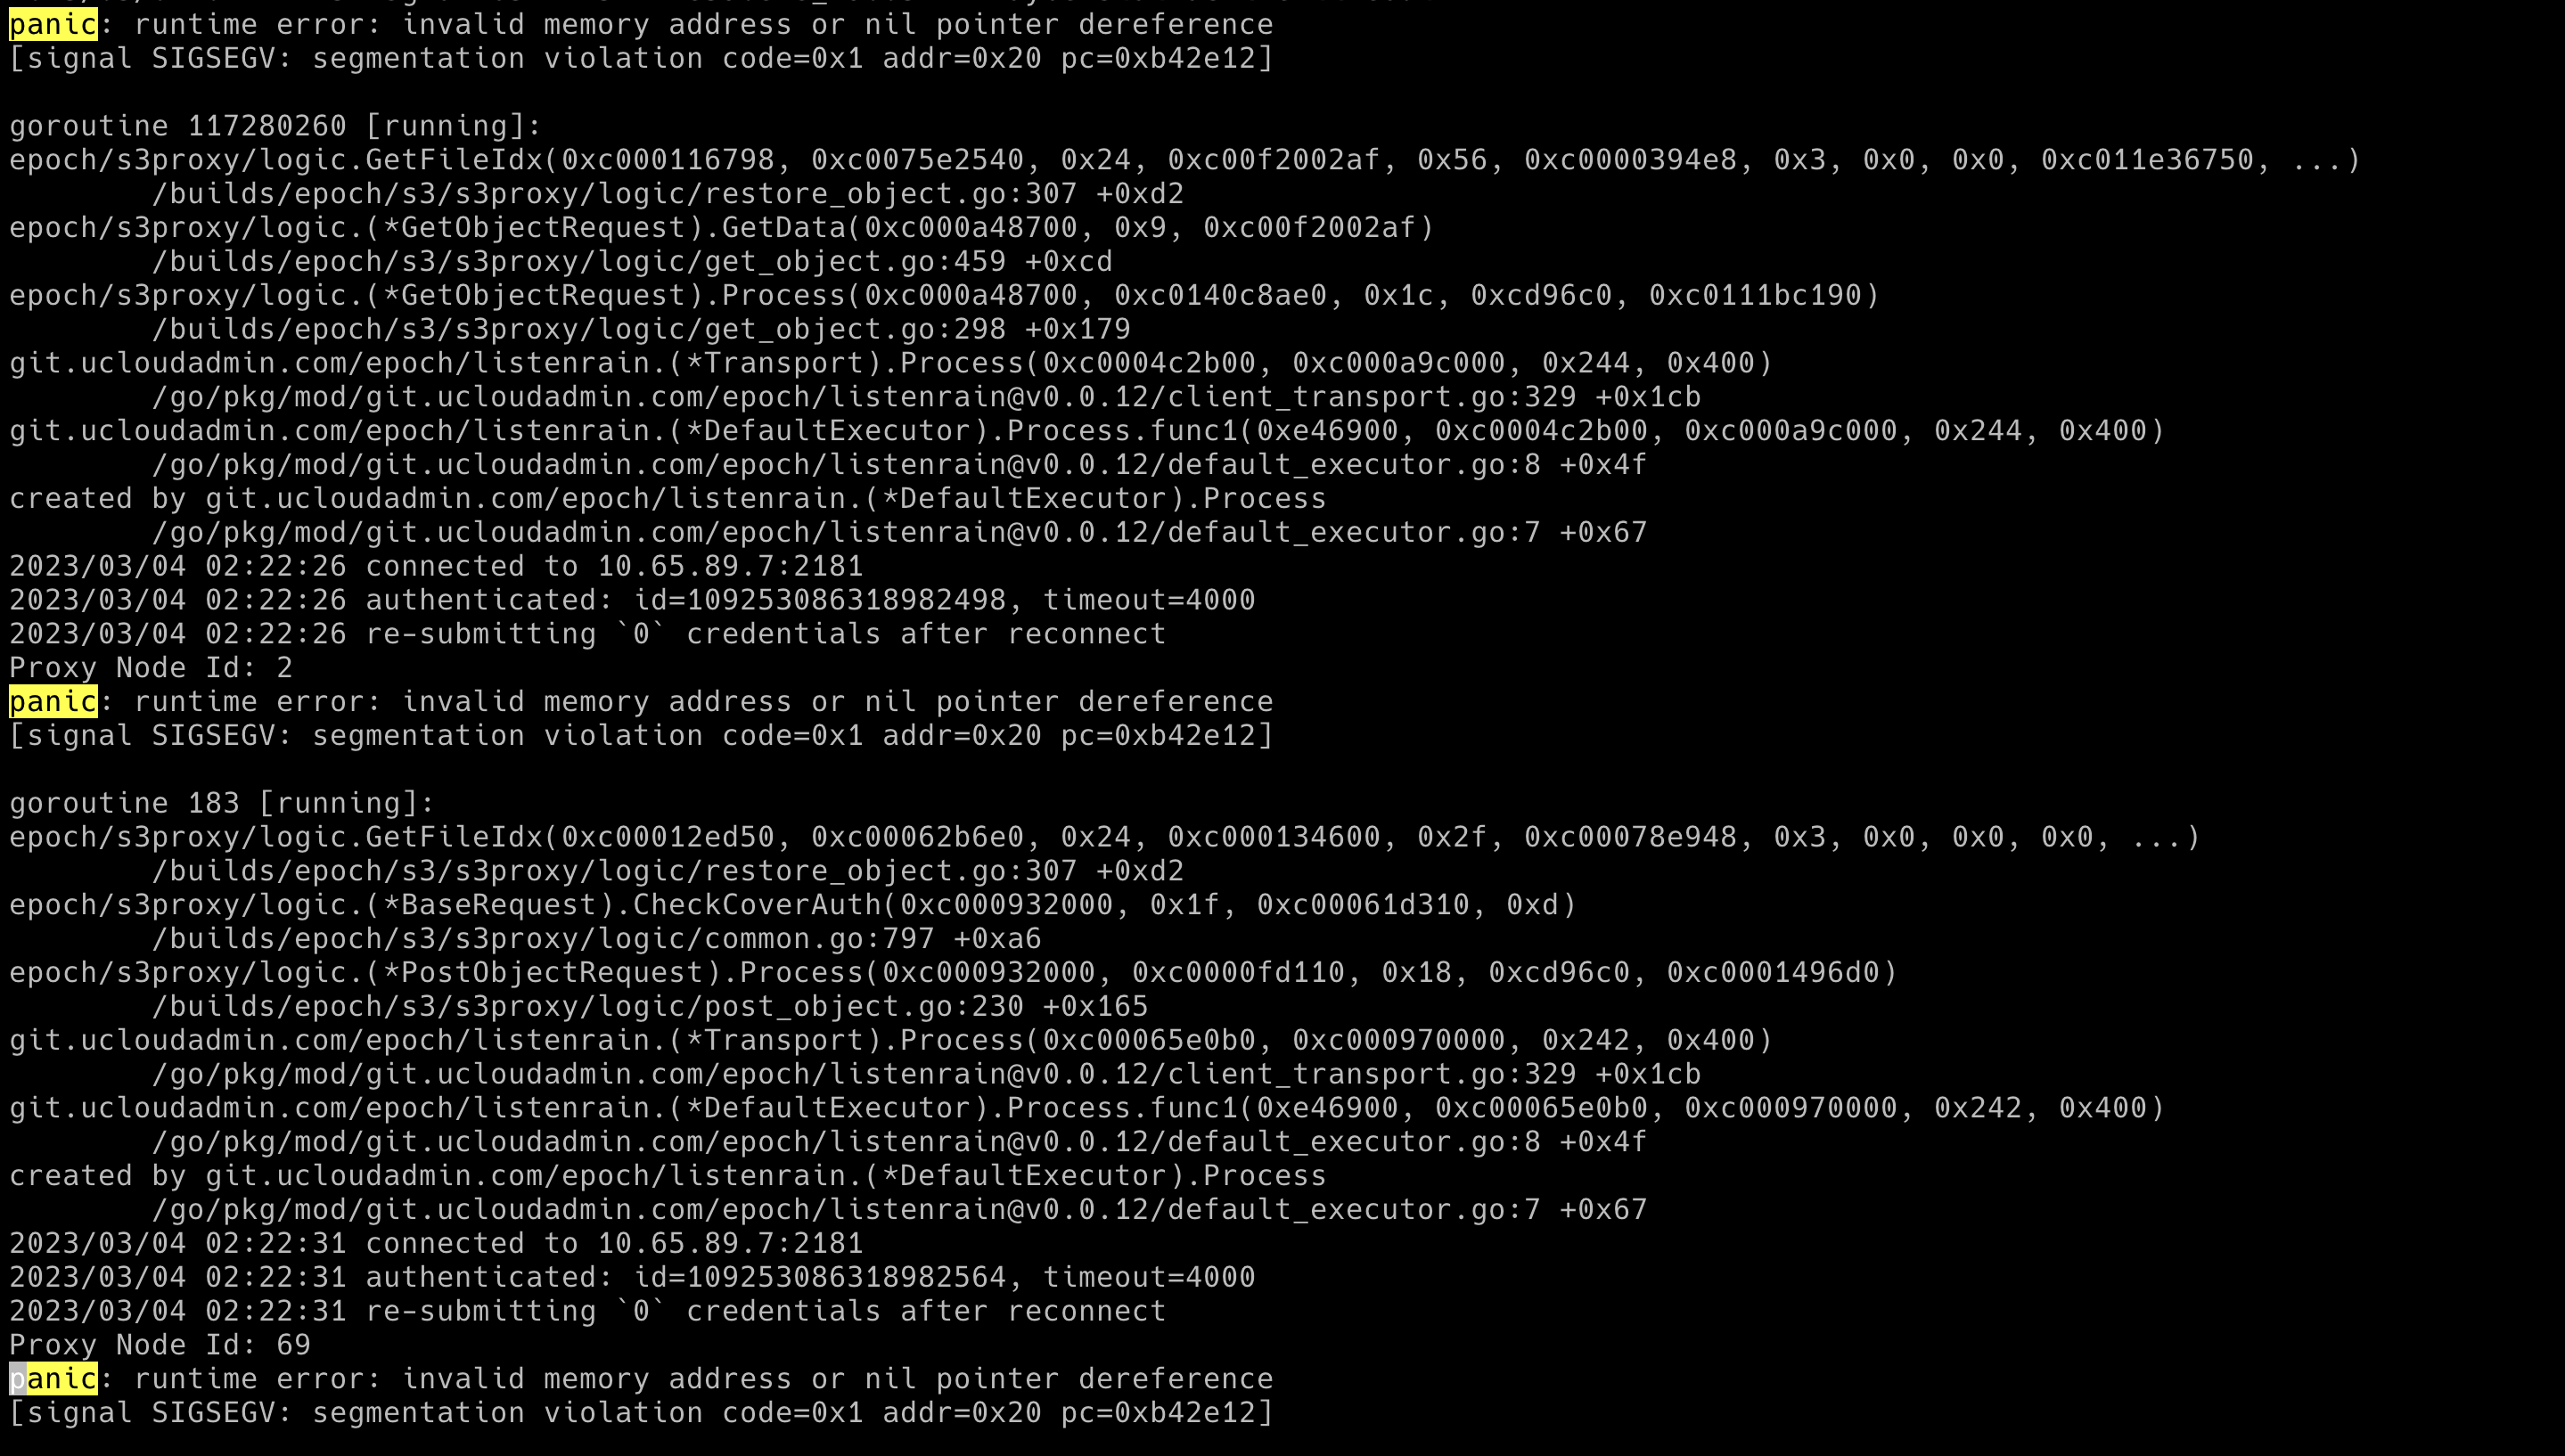 panic: runtime error: invalid memory address or nil pointer dereference
[signal SIGSEGV: segmentation violation code=0x1 addr=0x20 pc=0xb42e12]
goroutine 117280260 [running]:
epoch/s3proxy/logic.GetFileIdx(0xc000116798, 0xc0075e2540, 0x24, 0xc00f2002af, 0x56, 0xc0000394e8, 0x3, 0x0, 0x0, 0xc011e36750, ...)
/builds/epoch/s3/s3proxy/logic/restore_object.go:307 +0xd2
epoch/s3proxy/logic.(*GetObjectRequest).GetData(0xc000a48700, 0x9, 0xc00f2002af)
/builds/epoch/s3/s3proxy/logic/get_object.go:459 +0xcd
epoch/s3proxy/logic.(*GetObjectRequest).Process(0xc000a48700, 0xc0140c8ae0, 0x1c, 0xcd96c0, 0xc0111bc190)
/builds/epoch/s3/s3proxy/logic/get_object.go:298 +0x179
git.ucloudadmin.com/epoch/listenrain.(*Transport).Process(0xc0004c2b00, 0xc000a9c000, 0x244, 0x400)
/go/pkg/mod/git.ucloudadmin.com/epoch/listenrain@v0.0.12/client_transport.go:329 +0x1cb
git.ucloudadmin.com/epoch/listenrain.(*DefaultExecutor).Process.func1(0xe46900, 0xc0004c2b00, 0xc000a9c000, 0x244, 0x400)
/go/pkg/mod/git.ucloudadmin.com/epoch/listenrain@v0.0.12/default_executor.go:8 +0x4f
created by git.ucloudadmin.com/epoch/listenrain.(*DefaultExecutor).Process
/go/pkg/mod/git.ucloudadmin.com/epoch/listenrain@v0.0.12/default_executor.go:7 +0x67
2023/03/04 02:22:26 connected to 10.65.89.7:2181
2023/03/04 02:22:26 authenticated: id=109253086318982498, timeout=4000
2023/03/04 02:22:26 re-submitting `0` credentials after reconnect
Proxy Node Id: 2
panic: runtime error: invalid memory address or nil pointer dereference
[signal SIGSEGV: segmentation violation code=0x1 addr=0x20 pc=0xb42e12]
goroutine 183 [running]:
epoch/s3proxy/logic.GetFileIdx(0xc00012ed50, 0xc00062b6e0, 0x24, 0xc000134600, 0x2f, 0xc00078e948, 0x3, 0x0, 0x0, 0x0, ...)
/builds/epoch/s3/s3proxy/logic/restore_object.go:307 +0xd2
epoch/s3proxy/logic.(*BaseRequest).CheckCoverAuth(0xc000932000, 0x1f, 0xc00061d310, 0xd)
/builds/epoch/s3/s3proxy/logic/common.go:797 +0xa6
epoch/s3proxy/logic.(*PostObjectRequest).Process(0xc000932000, 0xc0000fd110, 0x18, 0xcd96c0, 0xc0001496d0)
/builds/epoch/s3/s3proxy/logic/post_object.go:230 +0x165
git.ucloudadmin.com/epoch/listenrain.(*Transport).Process(0xc00065e0b0, 0xc000970000, 0x242, 0x400)
/go/pkg/mod/git.ucloudadmin.com/epoch/listenrain@v0.0.12/client_transport.go:329 +0x1cb
git.ucloudadmin.com/epoch/listenrain.(*DefaultExecutor).Process.func1(0xe46900, 0xc00065e0b0, 0xc000970000, 0x242, 0x400)
/go/pkg/mod/git.ucloudadmin.com/epoch/listenrain@v0.0.12/default_executor.go:8 +0x4f
created by git.ucloudadmin.com/epoch/listenrain.(*DefaultExecutor).Process
/go/pkg/mod/git.ucloudadmin.com/epoch/listenrain@v0.0.12/default_executor.go:7 +0x67
2023/03/04 02:22:31 connected to 10.65.89.7:2181
2023/03/04 02:22:31 authenticated: id=109253086318982564, timeout=4000
2023/03/04 02:22:31 re-submitting `0` credentials after reconnect
Proxy Node Id: 69
panic: runtime error: invalid memory address or nil pointer dereference
[signal SIGSEGV: segmentation violation code=0x1 addr=0x20 pc=0xb42e12]